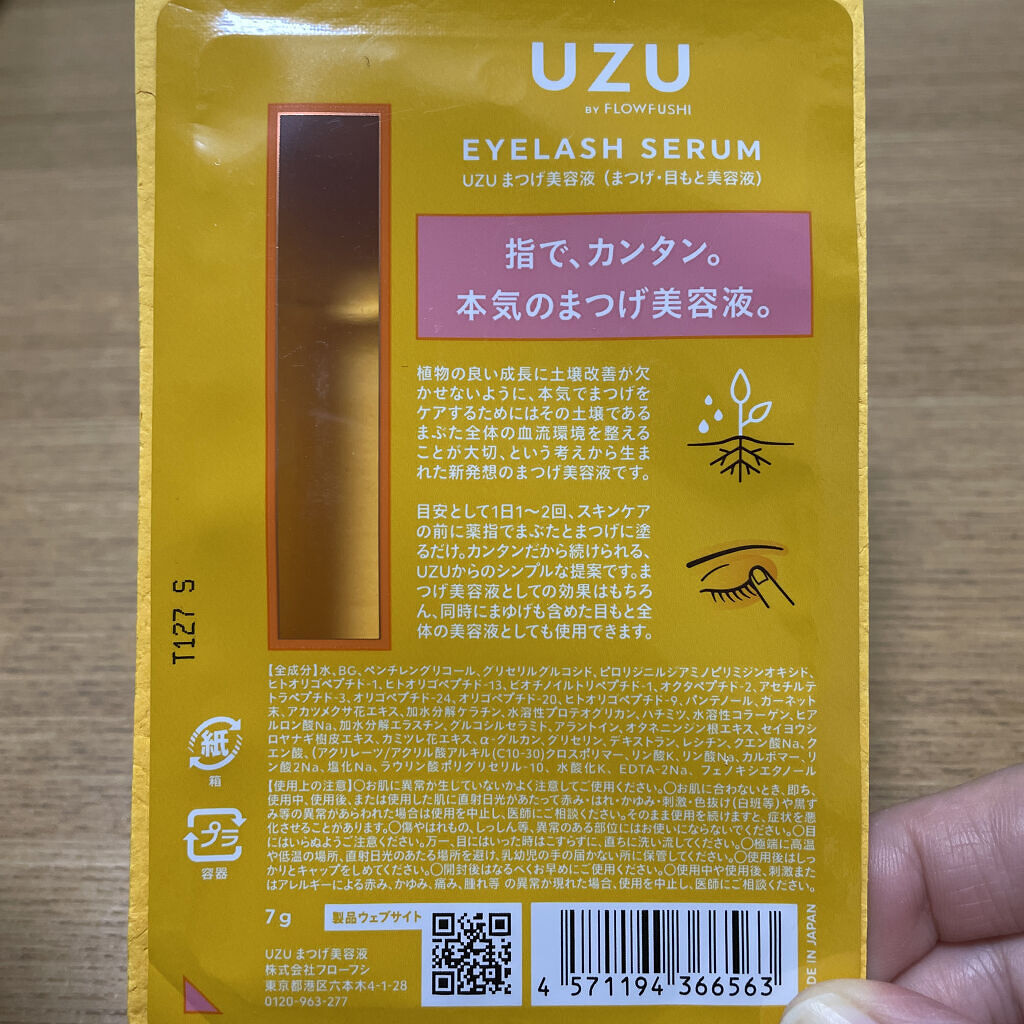 UZU
BY FLOWFUSHI
EYELASH SERUM
UZU まつげ美容液 (まつげ・目もと美容液)
指で、カンタン。
本気のまつげ美容液。
植物の良い成長に土壌改善が欠
かせないように、本気でまつげを
ケアするためにはその土壌である
まぶた全体の血流環境を整える
ことが大切、という考えから生ま
れた新発想のまつげ美容液です。
目安として1日1〜2回、スキンケア
の前に薬指でまぶたとまつげに塗
るだけ。カンタンだから続けられる、
UZUからのシンプルな提案です。ま
つげ美容液としての効果はもちろ
ん、同時にまゆげも含めた目もと全
体の美容液としても使用できます。
T127 S
【全成分】水、BG、ペンチレングリコール、グリセリルグルコシド、ピロリジニルジアミノピリミジンオキシド、
ヒトオリゴペプチド-1、ヒトオリゴペプチド-13、ビオチノイルトリペプチド-1、オクタペプチド-2、アセチルテ
トラペプチド-3、オリゴペプチド-24、オリゴペプチド-20、ヒトオリゴペプチド-9、パンテノール、ガーネット
末、アカツメクサ花エキス、加水分解ケラチン、水溶性プロテオグリカン、ハチミツ、水溶性コラーゲン、ヒア
ルロン酸Na、加水分解エラスチン、グルコシルセラミド、アラントイン、オタネニンジン根エキス、セイヨウシ
ロヤナギ樹皮エキス、カミツレ花エキス、α-グルカン、グリセリン、デキストラン、レシチン、クエン酸Na、ク
エン酸、(アクリレーツ/アクリル酸アルキル(C10-30))クロスポリマー、リン酸K、リン酸Na、カルボマー、リ
ン酸2Na、塩化Na、ラウリン酸ポリグリセリル-10、水酸化K、EDTA-2Na、フェノキシエタノール
【使用上の注意】○お肌に異常が生じていないかよく注意してご使用ください。○お肌に合わないとき、即ち、
使用中、使用後、または使用した肌に直射日光があたって赤み・はれ・かゆみ・刺激・色抜け(白斑等)や黒ず
み等の異常があらわれた場合は使用を中止し、医師にご相談ください。そのまま使用を続けますと、症状を悪
化させることがあります。○傷やはれもの、しっしん等、異常のある部位にはお使いにならないでください。○目
にはいらぬようご注意ください。万一、目にはいった時はこすらずに、直ちに洗い流してください。○極端に高温
や低温の場所、直射日光のあたる場所を避け、乳幼児の手の届かない所に保管してください。○使用後はしっ
かりとキャップをしめてください。○開封後はなるべくお早めにご使用ください。○使用中や使用後、刺激また
はアレルギーによる赤み、かゆみ、痛み、腫れ等 の異常が現れた場合、使用を中止し、医師にご相談ください。
紙
箱
プラ
容器
7g
製品ウェブサイト
UZU まつげ美容液
株式会社フローフシ
東京都港区六本木4-1-28
0120-963-277
4 571194 366563
DE IN JAPAN